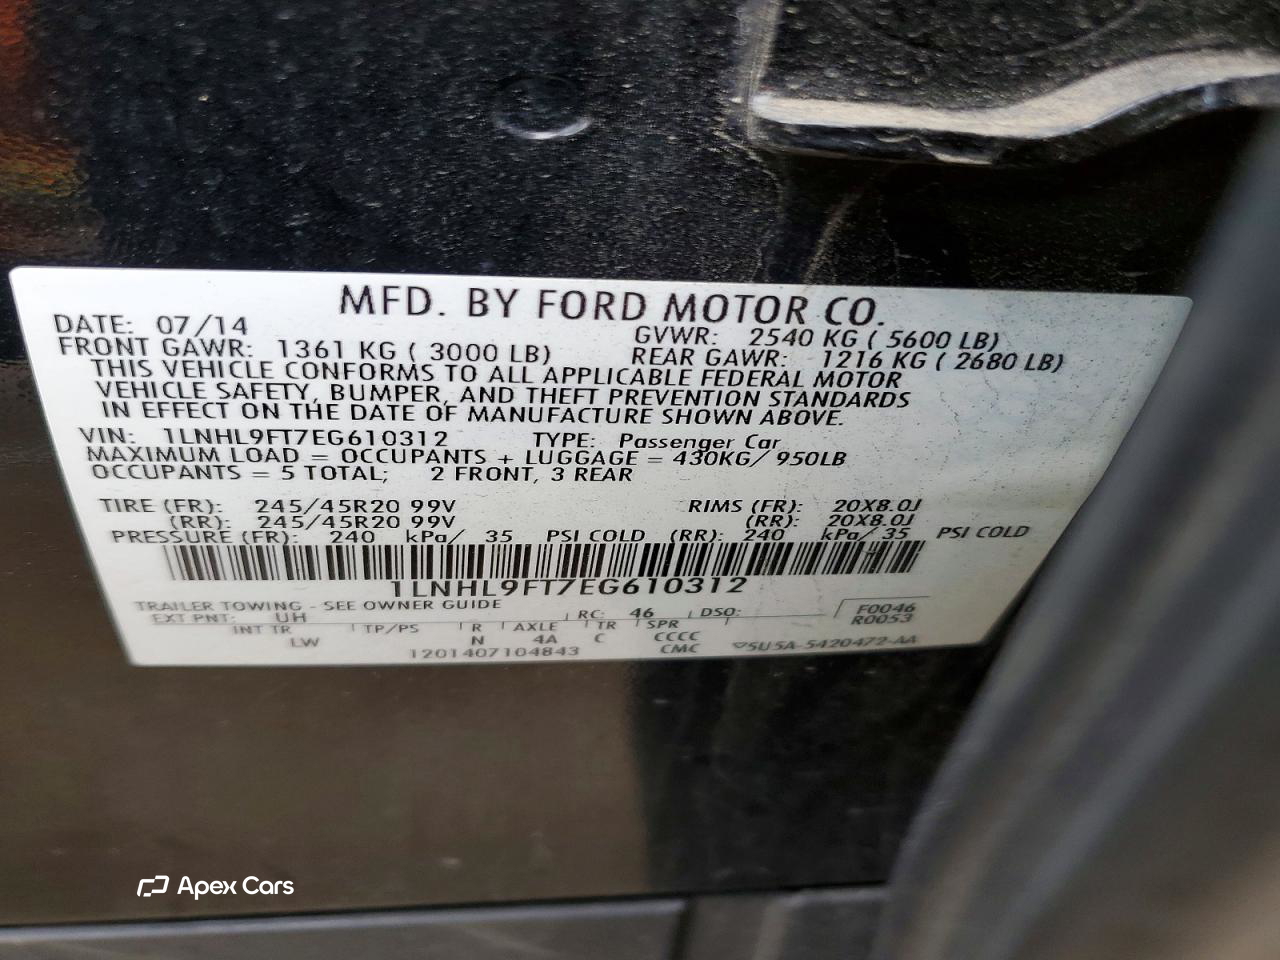 MFD. BY FORD MOTOR CO.
DATE: 07/14 GVWR: 2540 KG ( 5600 LB)
FRONT GAWR: 1361 KG ( 3000 LB) REAR GAWR: 1216 KG ( 2680 LB)
THIS VEHICLE CONFORMS TO ALL APPLICABLE FEDERAL MOTOR
VEHICLE SAFETY, BUMPER, AND THEFT PREVENTION STANDARDS
IN EFFECT ON THE DATE OF MANUFACTURE SHOWN ABOVE.
VIN: 1LNHL9FT7EG610312 TYPE: Passenger Car
MAXIMUM LOAD = OCCUPANTS + LUGGAGE = 430KG/ 950LB
OCCUPANTS = 5 TOTAL; 2 FRONT, 3 REAR
TIRE (FR): 245/45R20 99V RIMS (FR): 20X8.0J
(RR): 245/45R20 99V (RR): 20X8.0J
PRESSURE (FR): 240 kPa/ 35 PSI COLD (RR): 240 kPa/ 35 PSI COLD
1LNHL9FT7EG610312
TRAILER TOWING - SEE OWNER GUIDE
EXT PNT: UH RC: 46 DSO: F0046
R0053
INT TR TP/PS R AXLE TR SPR
LW N 4A C CCCC
1201407104843 CMC 5U5A-5420472-AA
Apex Cars